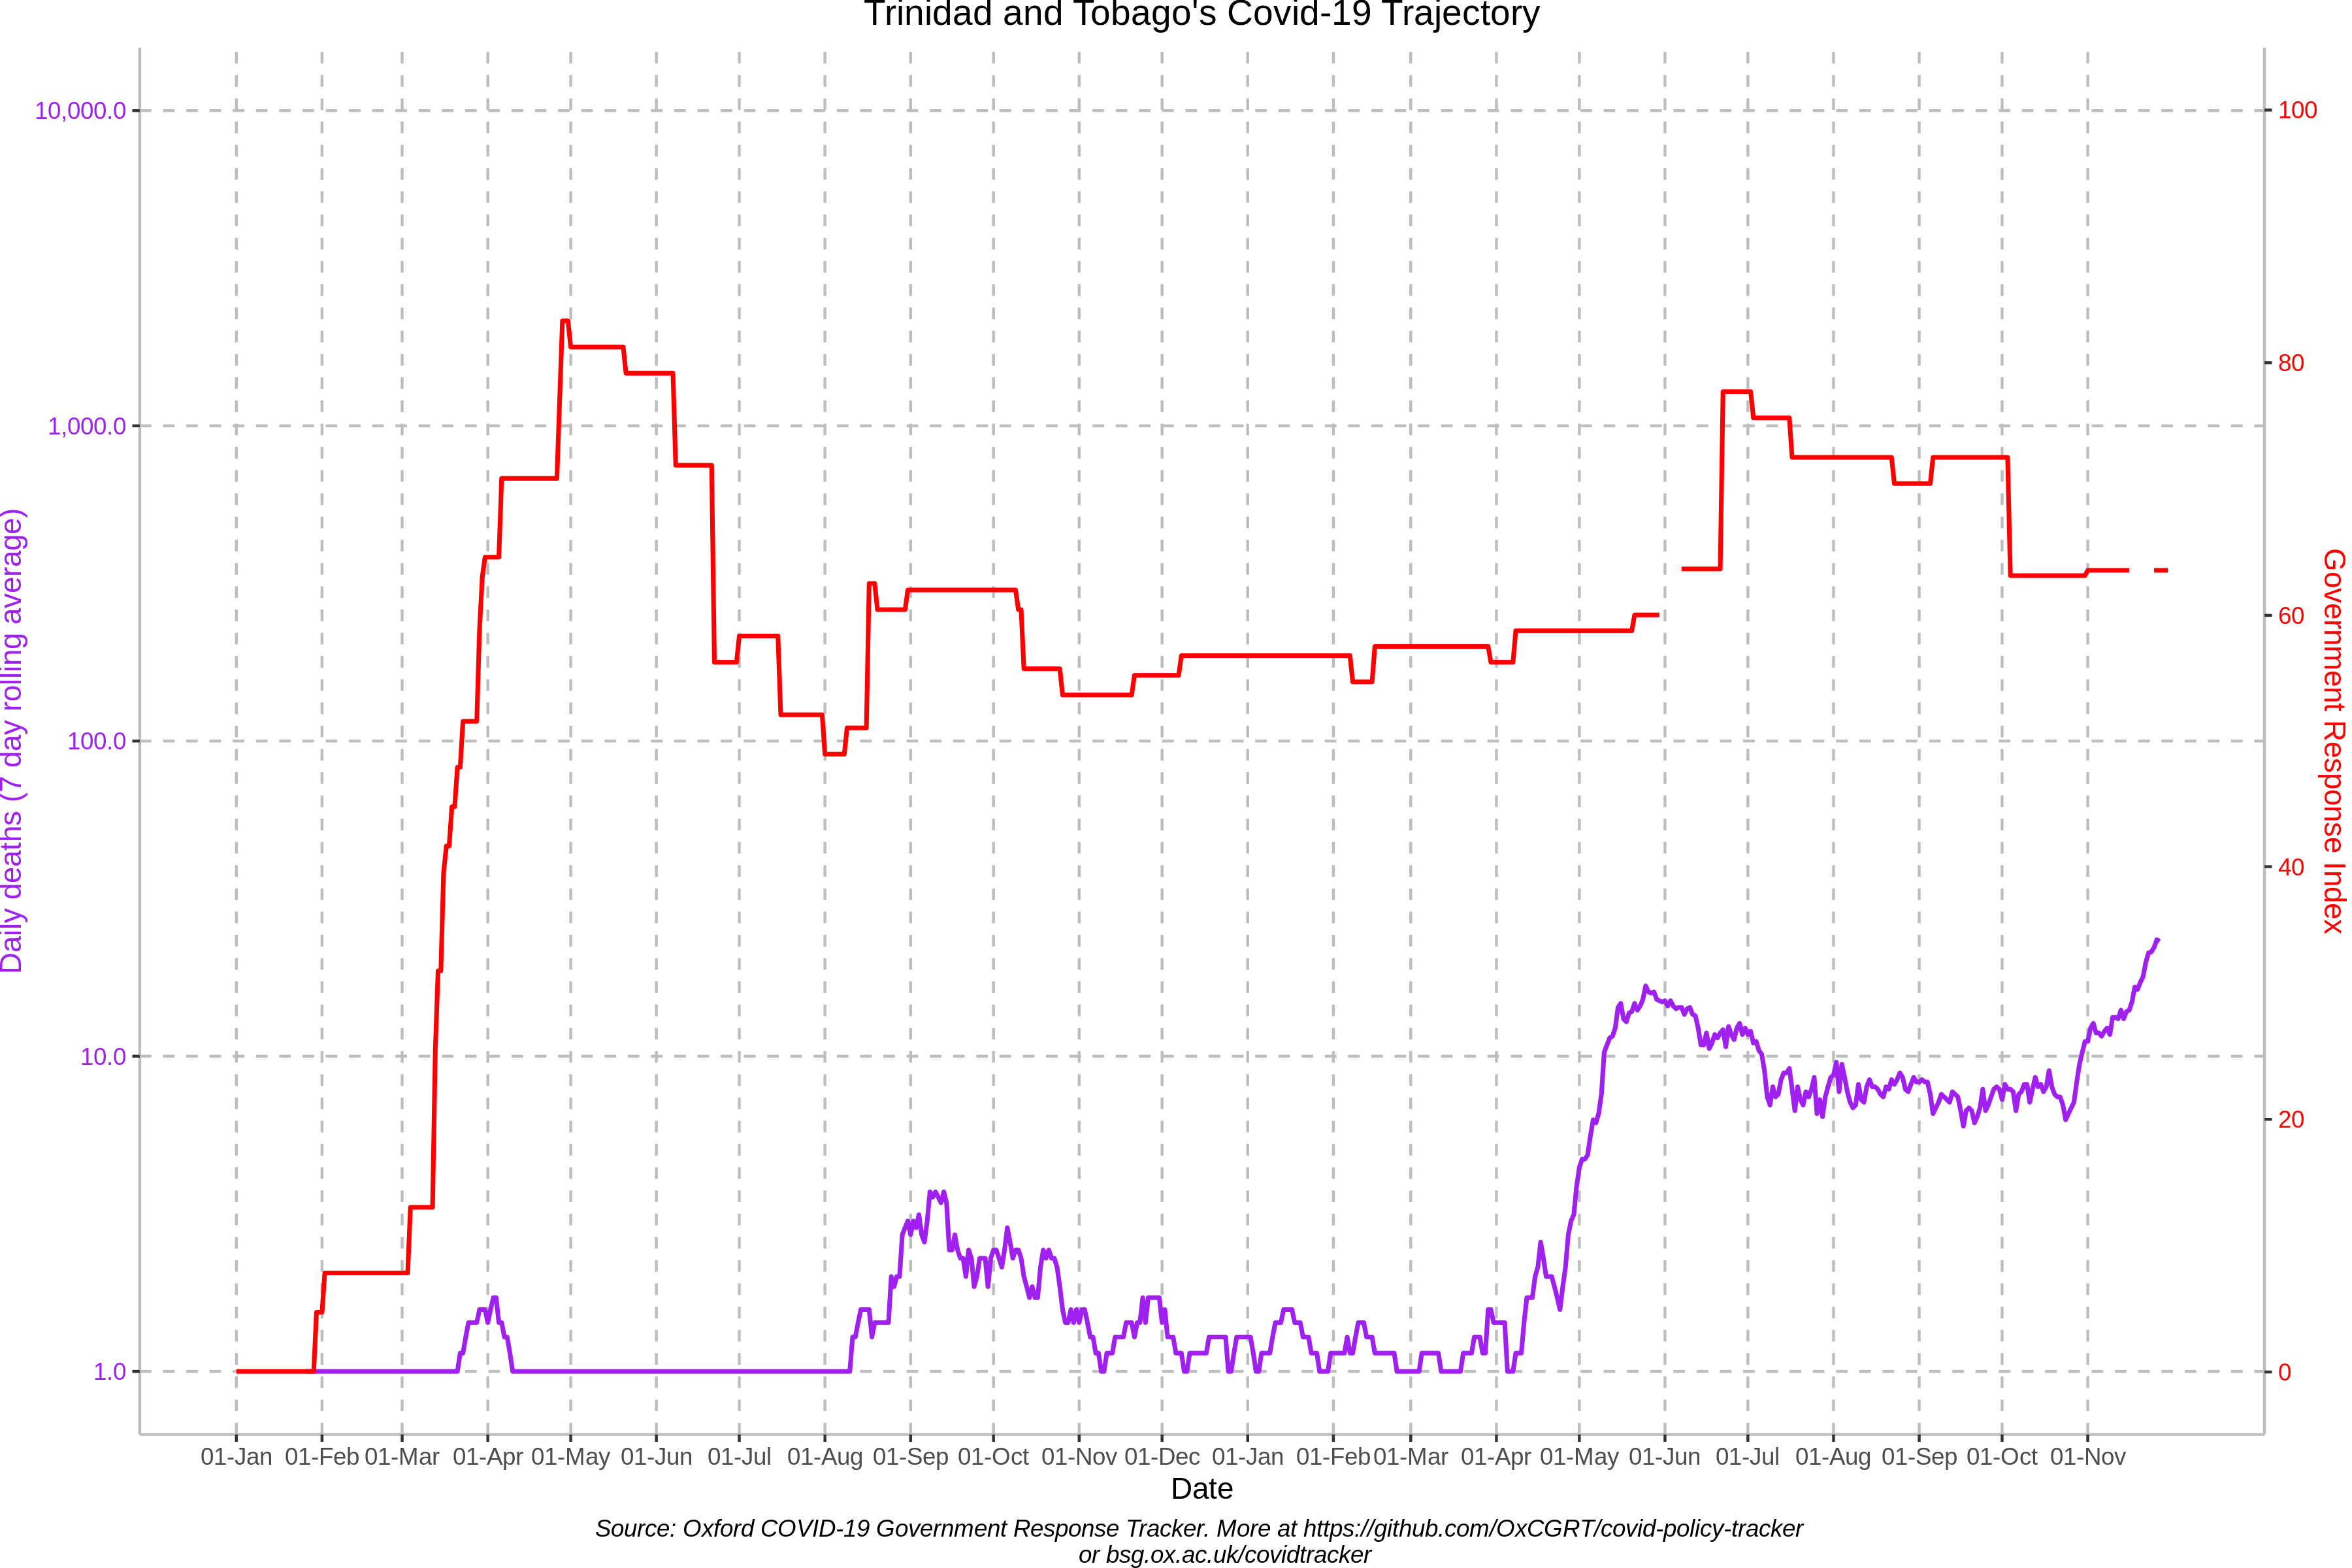 Trinidad and Tobago's Covid-19 Trajectory
10,000.0
1,000.0
100.0
10.0
1.0
Daily deaths (7 day rolling average)
100
80
60
40
20
0
Government Response Index
01-Jan 01-Feb 01-Mar 01-Apr 01-May 01-Jun 01-Jul 01-Aug 01-Sep 01-Oct 01-Nov 01-Dec 01-Jan 01-Feb 01-Mar 01-Apr 01-May 01-Jun 01-Jul 01-Aug 01-Sep 01-Oct 01-Nov
Date
Source: Oxford COVID-19 Government Response Tracker. More at https://github.com/OxCGRT/covid-policy-tracker
or bsg.ox.ac.uk/covidtracker